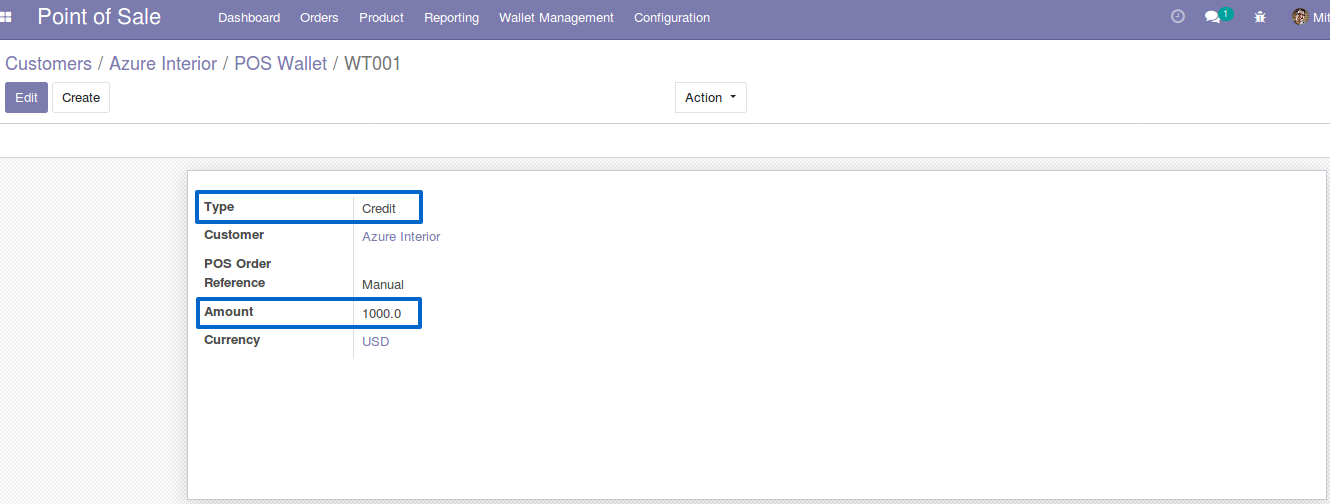 Point of Sale Dashboard Orders Product Reporting Wallet Management Configuration 1 Mit
Customers / Azure Interior / POS Wallet / WT001
Edit Create Action
Type Credit
Customer Azure Interior
POS Order
Reference Manual
Amount 1000.0
Currency USD